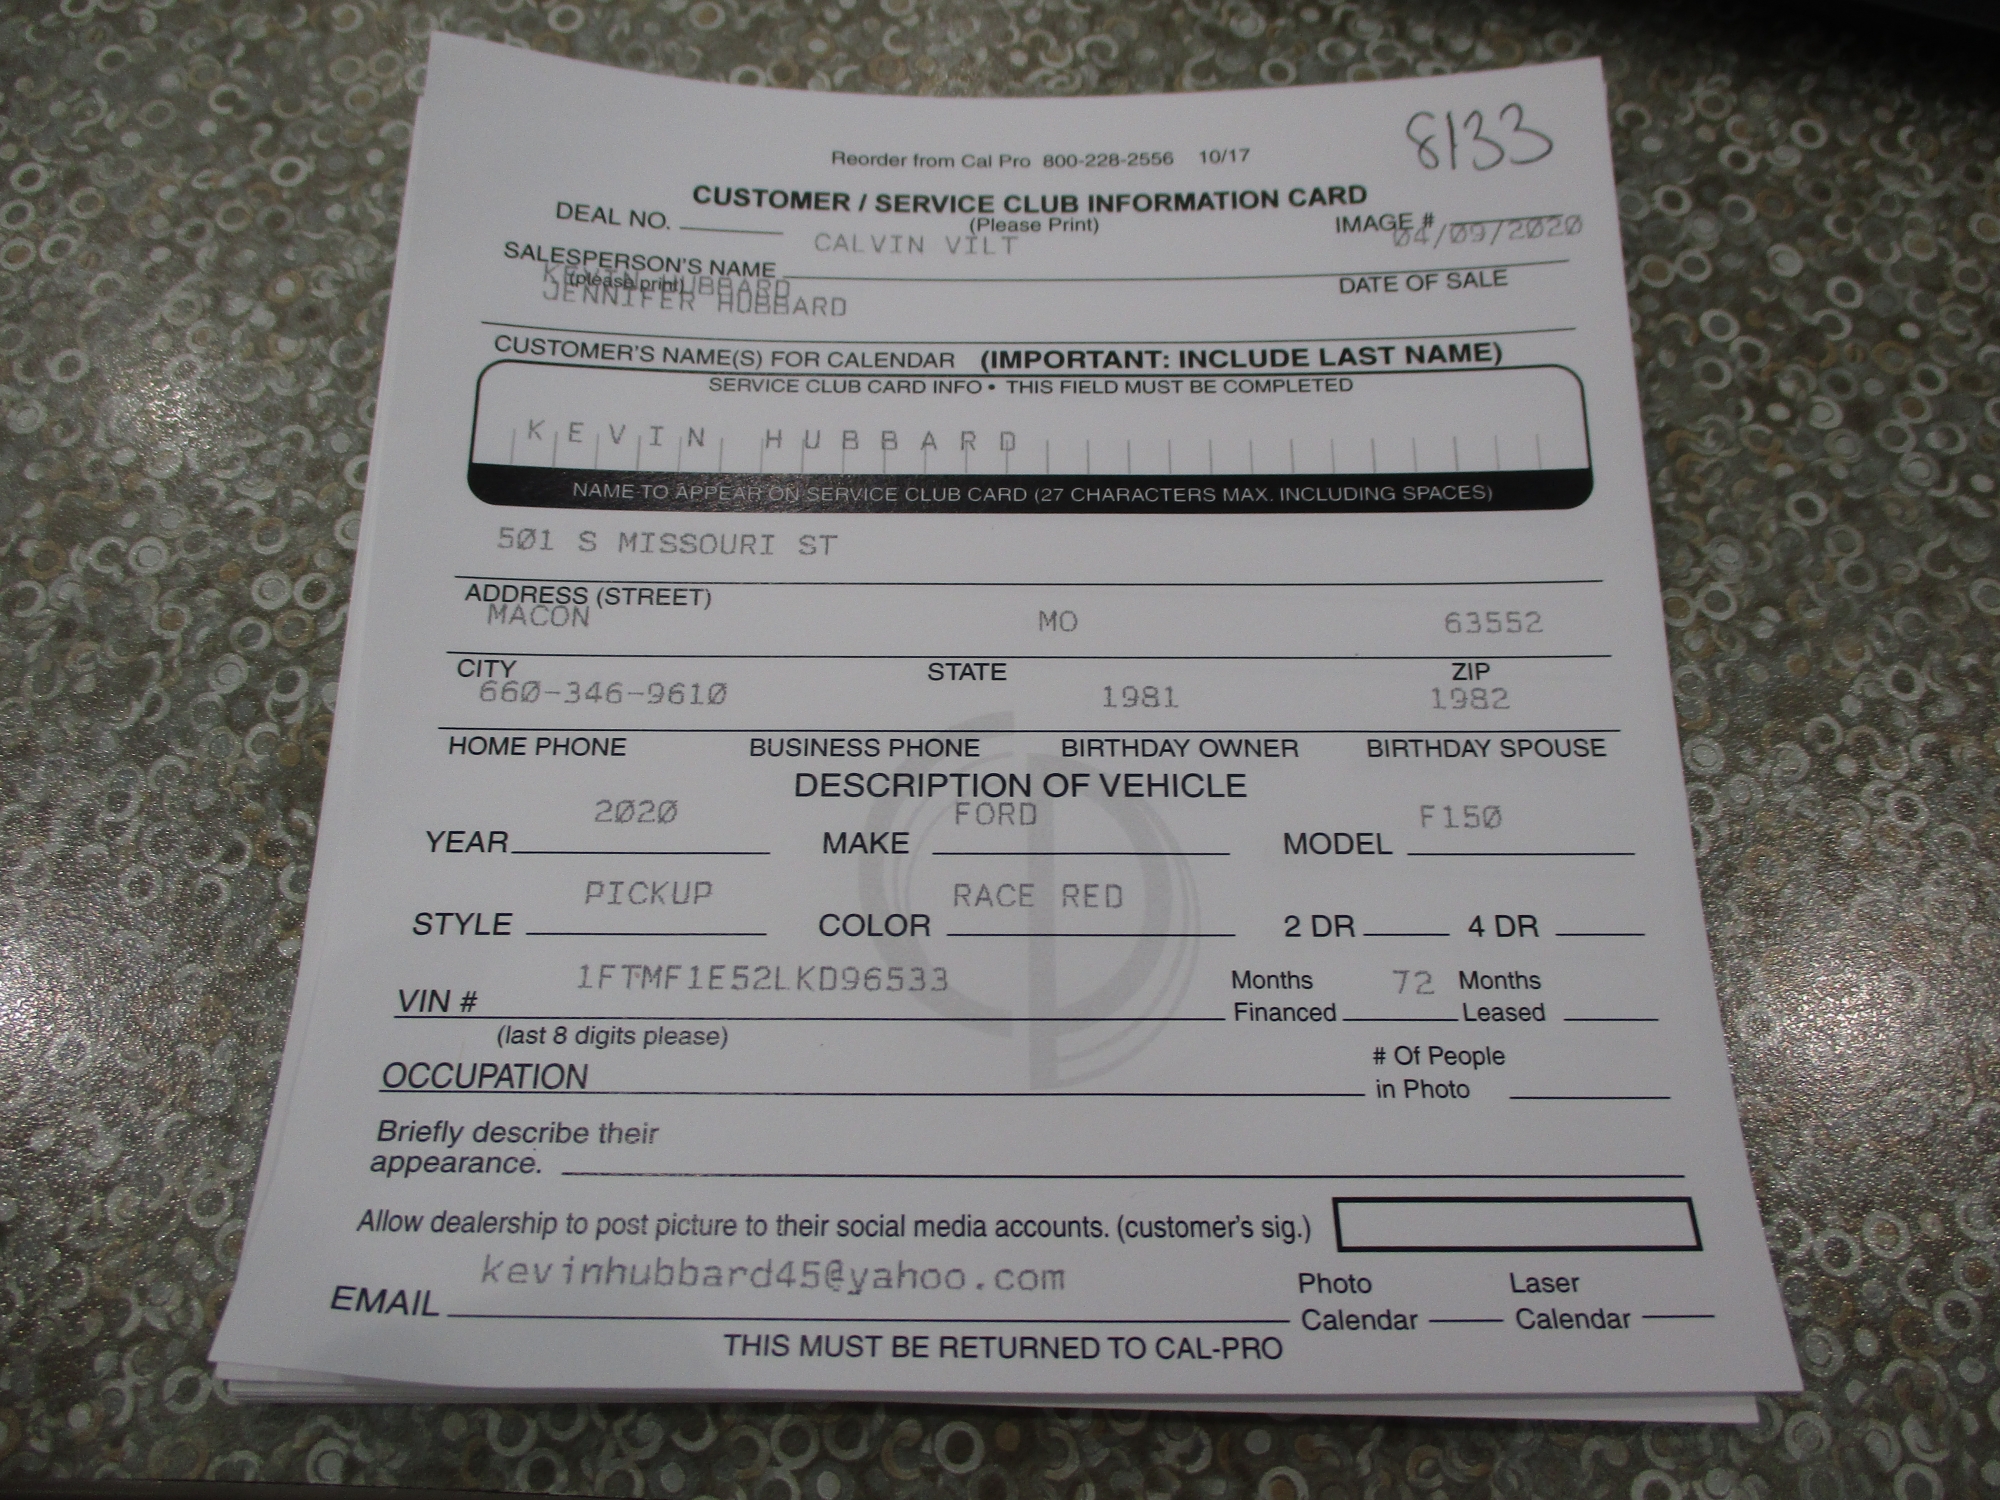 8133
Reorder from Cal Pro 800-228-2556 10/17
CUSTOMER / SERVICE CLUB INFORMATION CARD
DEAL NO. (Please Print) IMAGE #
CALVIN VILT 04/09/2020
SALESPERSON'S NAME
(please print) DATE OF SALE
KEVIN HUBBARD
JENNIFER HUBBARD
CUSTOMER'S NAME(S) FOR CALENDAR (IMPORTANT: INCLUDE LAST NAME)
SERVICE CLUB CARD INFO • THIS FIELD MUST BE COMPLETED
KEVIN HUBBARD
NAME TO APPEAR ON SERVICE CLUB CARD (27 CHARACTERS MAX. INCLUDING SPACES)
501 S MISSOURI ST
ADDRESS (STREET)
MACON MO 63552
CITY STATE ZIP
660-346-9610 1981 1982
HOME PHONE BUSINESS PHONE BIRTHDAY OWNER BIRTHDAY SPOUSE
DESCRIPTION OF VEHICLE
2020 FORD F150
YEAR MAKE MODEL
PICKUP RACE RED
STYLE COLOR 2 DR 4 DR
1FTMF1E52LKD96533 Months 72 Months
VIN # Financed Leased
(last 8 digits please)
OCCUPATION # Of People
in Photo
Briefly describe their
appearance.
Allow dealership to post picture to their social media accounts. (customer's sig.)
kevinhubbard45@yahoo.com Photo Laser
EMAIL Calendar Calendar
THIS MUST BE RETURNED TO CAL-PRO